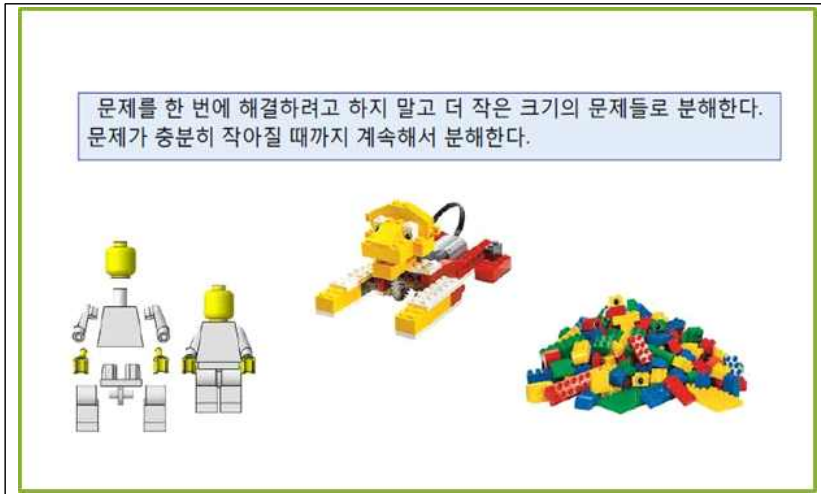 문제를 한 번에 해결하려고 하지 말고 더 작은 크기의 문제들로 분해한다.
문제가 충분히 작아질 때까지 계속해서 분해한다.